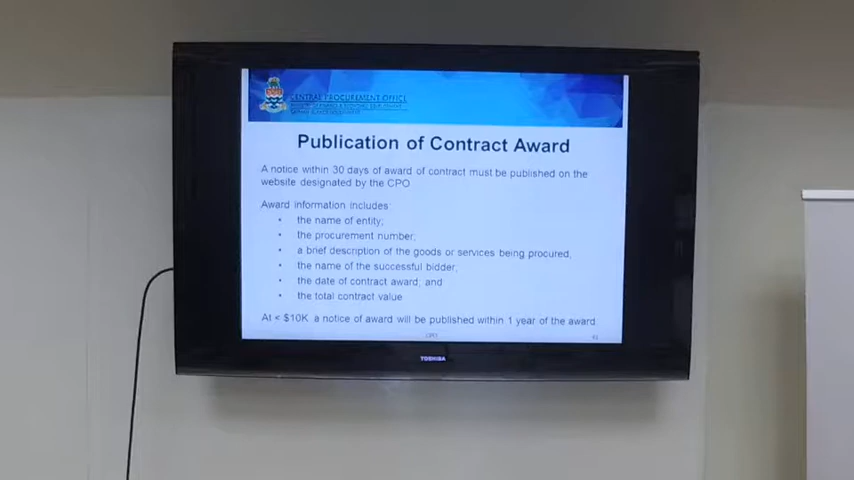 CENTRAL PROCUREMENT OFFICE
Publication of Contract Award
A notice within 30 days of award of contract must be published on the
website designated by the CPO
Award information includes:
• the name of entity;
• the procurement number;
• a brief description of the goods or services being procured,
• the name of the successful bidder;
• the date of contract award; and
• the total contract value
At < $10K a notice of award will be published within 1 year of the award
TOSHIBA